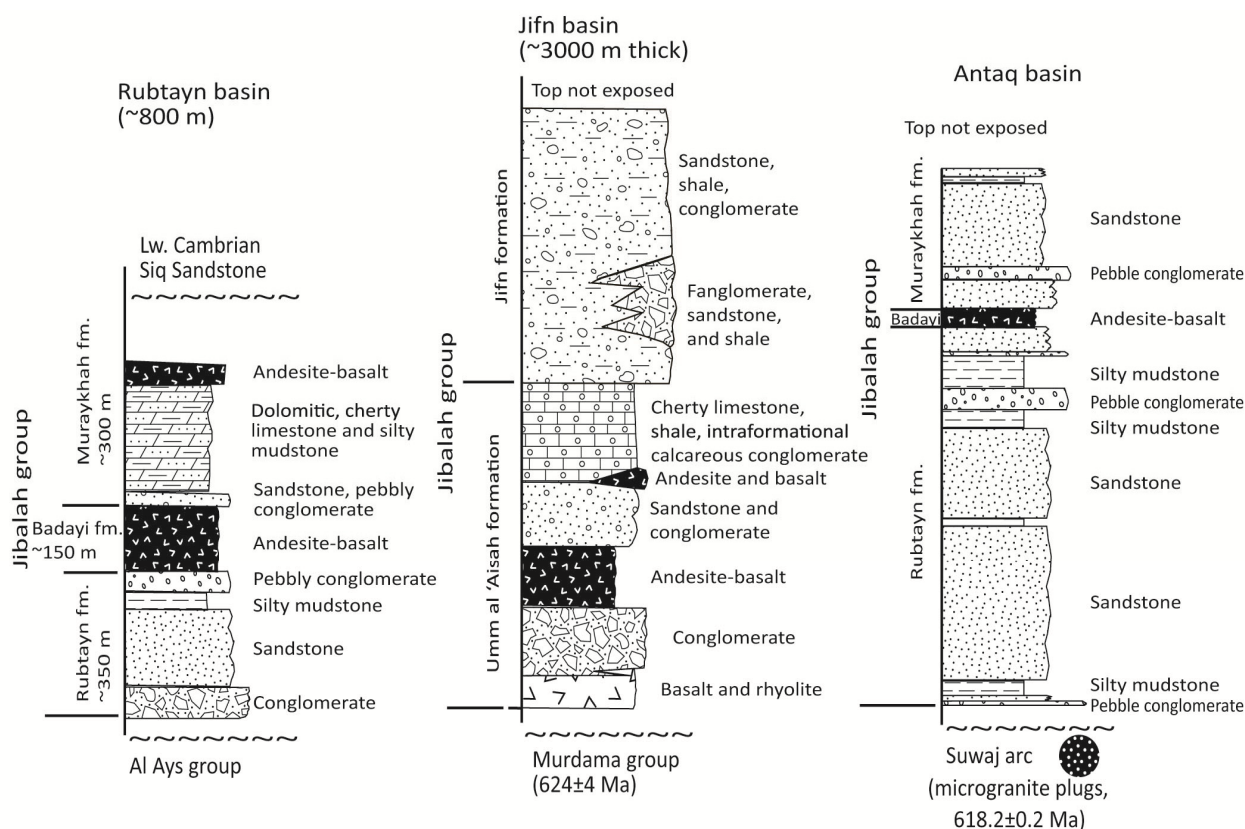 Rubtayn basin
(~800 m)
Lw. Cambrian
Siq Sandstone
Jibalah group
Muraykhah fm.
~300 m
Badayi fm.
~150 m
Rubtayn fm.
~350 m
Andesite-basalt
Dolomitic, cherty
limestone and silty
mudstone
Sandstone, pebbly
conglomerate
Andesite-basalt
Pebbly conglomerate
Silty mudstone
Sandstone
Conglomerate
Al Ays group
Jifn basin
(~3000 m thick)
Top not exposed
Jibalah group
Jifn formation
Umm al ‘Aisah formation
Sandstone,
shale,
conglomerate
Fanglomerate,
sandstone,
and shale
Cherty limestone,
shale, intraformational
calcareous conglomerate
Andesite and basalt
Sandstone and
conglomerate
Andesite-basalt
Conglomerate
Basalt and rhyolite
Murdama group
(624±4 Ma)
Antaq basin
Top not exposed
Jibalah group
Muraykhah fm.
Badayi
Rubtayn fm.
Sandstone
Pebble conglomerate
Andesite-basalt
Silty mudstone
Pebble conglomerate
Silty mudstone
Sandstone
Sandstone
Silty mudstone
Pebble conglomerate
Suwaj arc
(microgranite plugs,
618.2±0.2 Ma)